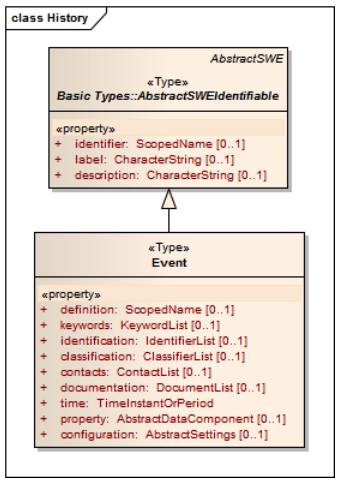 class History
AbstractSWE
«Type»
Basic Types::AbstractSWEIdentifiable
«property»
+ identifier: ScopedName [0..1]
+ label: CharacterString [0..1]
+ description: CharacterString [0..1]
«Type»
Event
«property»
+ definition: ScopedName [0..1]
+ keywords: KeywordList [0..1]
+ identification: IdentifierList [0..1]
+ classification: ClassifierList [0..1]
+ contacts: ContactList [0..1]
+ documentation: DocumentList [0..1]
+ time: TimeInstantOrPeriod
+ property: AbstractDataComponent [0..1]
+ configuration: AbstractSettings [0..1]